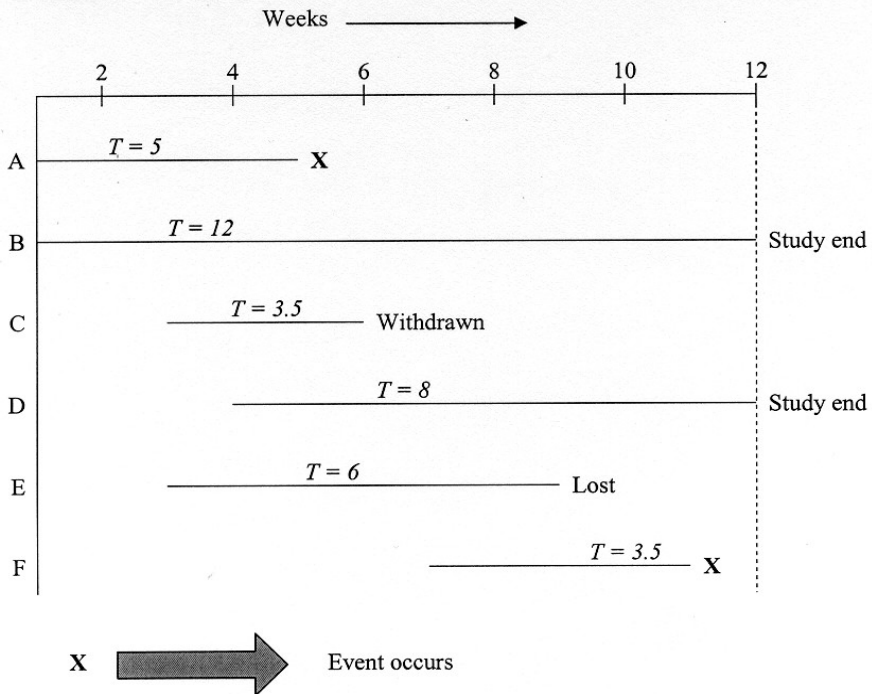 Weeks
2 4 6 8 10 12
A T = 5 X
B T = 12 Study end
C T = 3.5 Withdrawn
D T = 8 Study end
E T = 6 Lost
F T = 3.5 X
X Event occurs